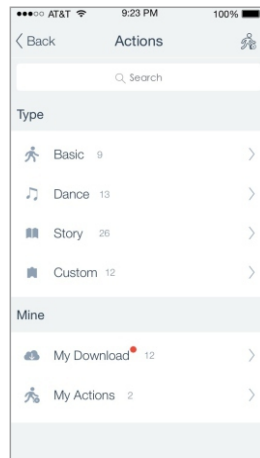 AT&T 9:23 PM 100%
Back Actions
Search
Type
Basic 9
Dance 13
Story 26
Custom 12
Mine
My Download 12
My Actions 2